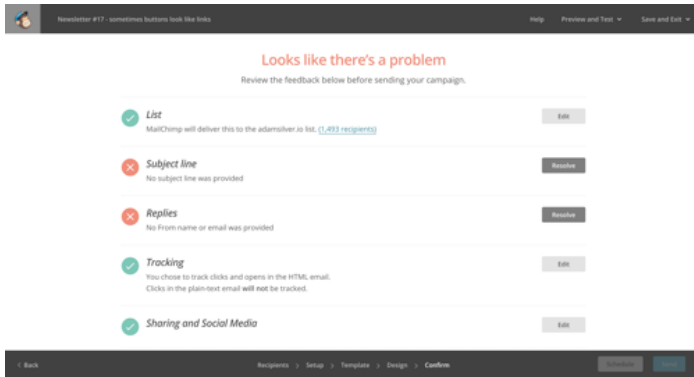 Newsletter #17 - sometimes buttons look like links
Help
Preview and Test
Save and Exit
Looks like there's a problem
Review the feedback below before sending your campaign.
List
MailChimp will deliver this to the adamsilver.io list. (1,493 recipients)
Edit
Subject line
No subject line was provided
Resolve
Replies
No From name or email was provided
Resolve
Tracking
You chose to track clicks and opens in the HTML email.
Clicks in the plain-text email will not be tracked.
Edit
Sharing and Social Media
Edit
< Back
Recipients > Setup > Template > Design > Confirm
Schedule
Send